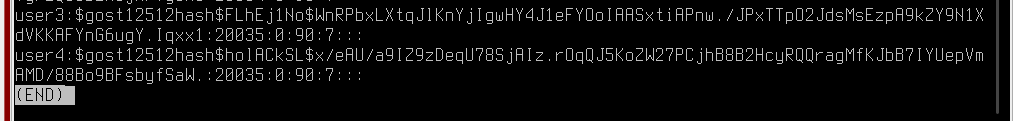 user3:$gost12512hash$FLhEj1No$WnRPbxLXtqJlKnYjIgwHY4J1eFYOoIAASxtiAPnw./JPxTTpO2JdsMsEzpA9kZY9N1X
dVKKAFYnG6ugY.Iqxx1:20035:0:90:7:::
user4:$gost12512hash$holACkSL$x/eAU/a9IZ9zDeqU78SjAIz.rOqQJ5KoZW27PCjhB8B2HcyRQQragMfKJbB7IYUepVm
AMD/88Bo9BFsbyfSaW.:20035:0:90:7:::
(END)